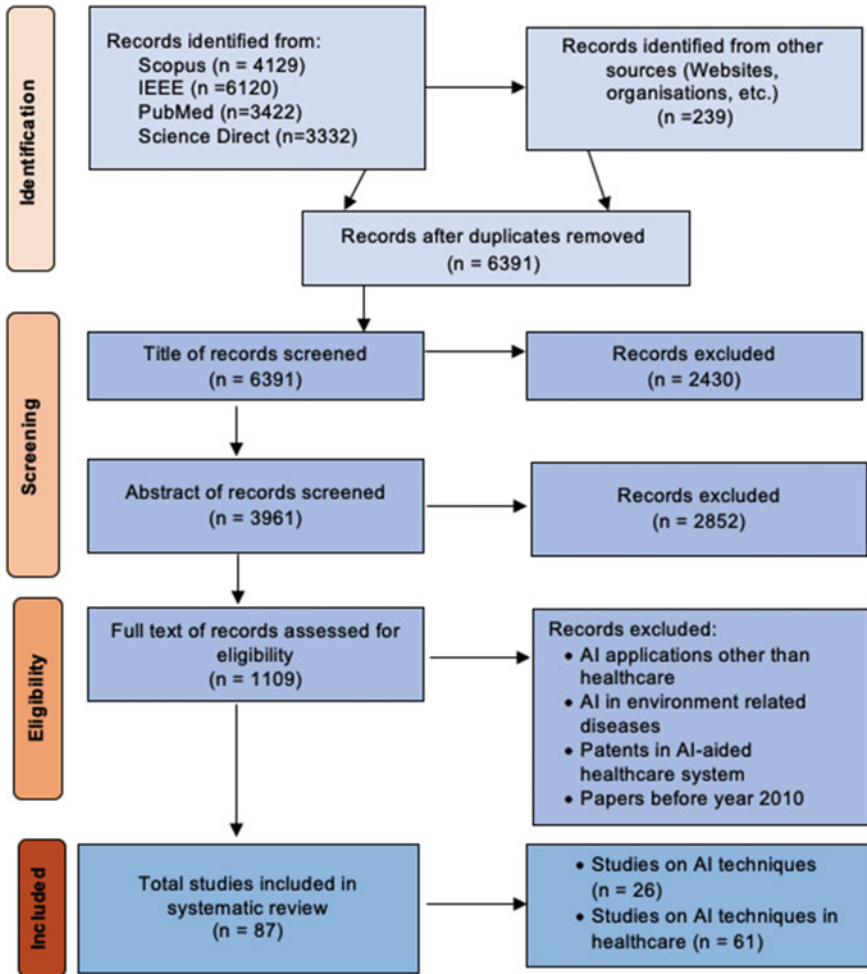 Identification
Records identified from:
Scopus (n = 4129)
IEEE (n =6120)
PubMed (n=3422)
Science Direct (n=3332)
Records identified from other
sources (Websites,
organisations, etc.)
(n =239)
Records after duplicates removed
(n = 6391)
Screening
Title of records screened
(n = 6391)
Records excluded
(n = 2430)
Abstract of records screened
(n = 3961)
Records excluded
(n = 2852)
Eligibility
Full text of records assessed for
eligibility
(n = 1109)
Records excluded:
• AI applications other than
healthcare
• AI in environment related
diseases
• Patents in AI-aided
healthcare system
• Papers before year 2010
Included
Total studies included in
systematic review
(n = 87)
• Studies on AI techniques
(n = 26)
• Studies on AI techniques in
healthcare (n = 61)